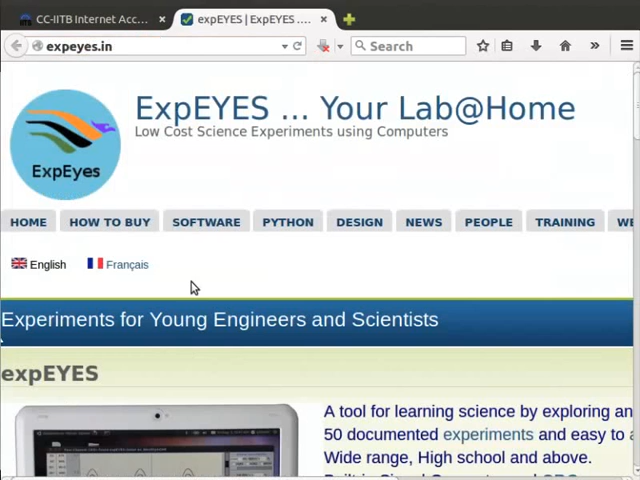 CC-IITB Internet Acc...
expEYES | ExpEYES ....
expeyes.in
Search
ExpEYES ... Your Lab@Home
Low Cost Science Experiments using Computers
ExpEyes
HOME HOW TO BUY SOFTWARE PYTHON DESIGN NEWS PEOPLE TRAINING WE
English Français
Experiments for Young Engineers and Scientists
expEYES
A tool for learning science by exploring an
50 documented experiments and easy to a
Wide range, High school and above.